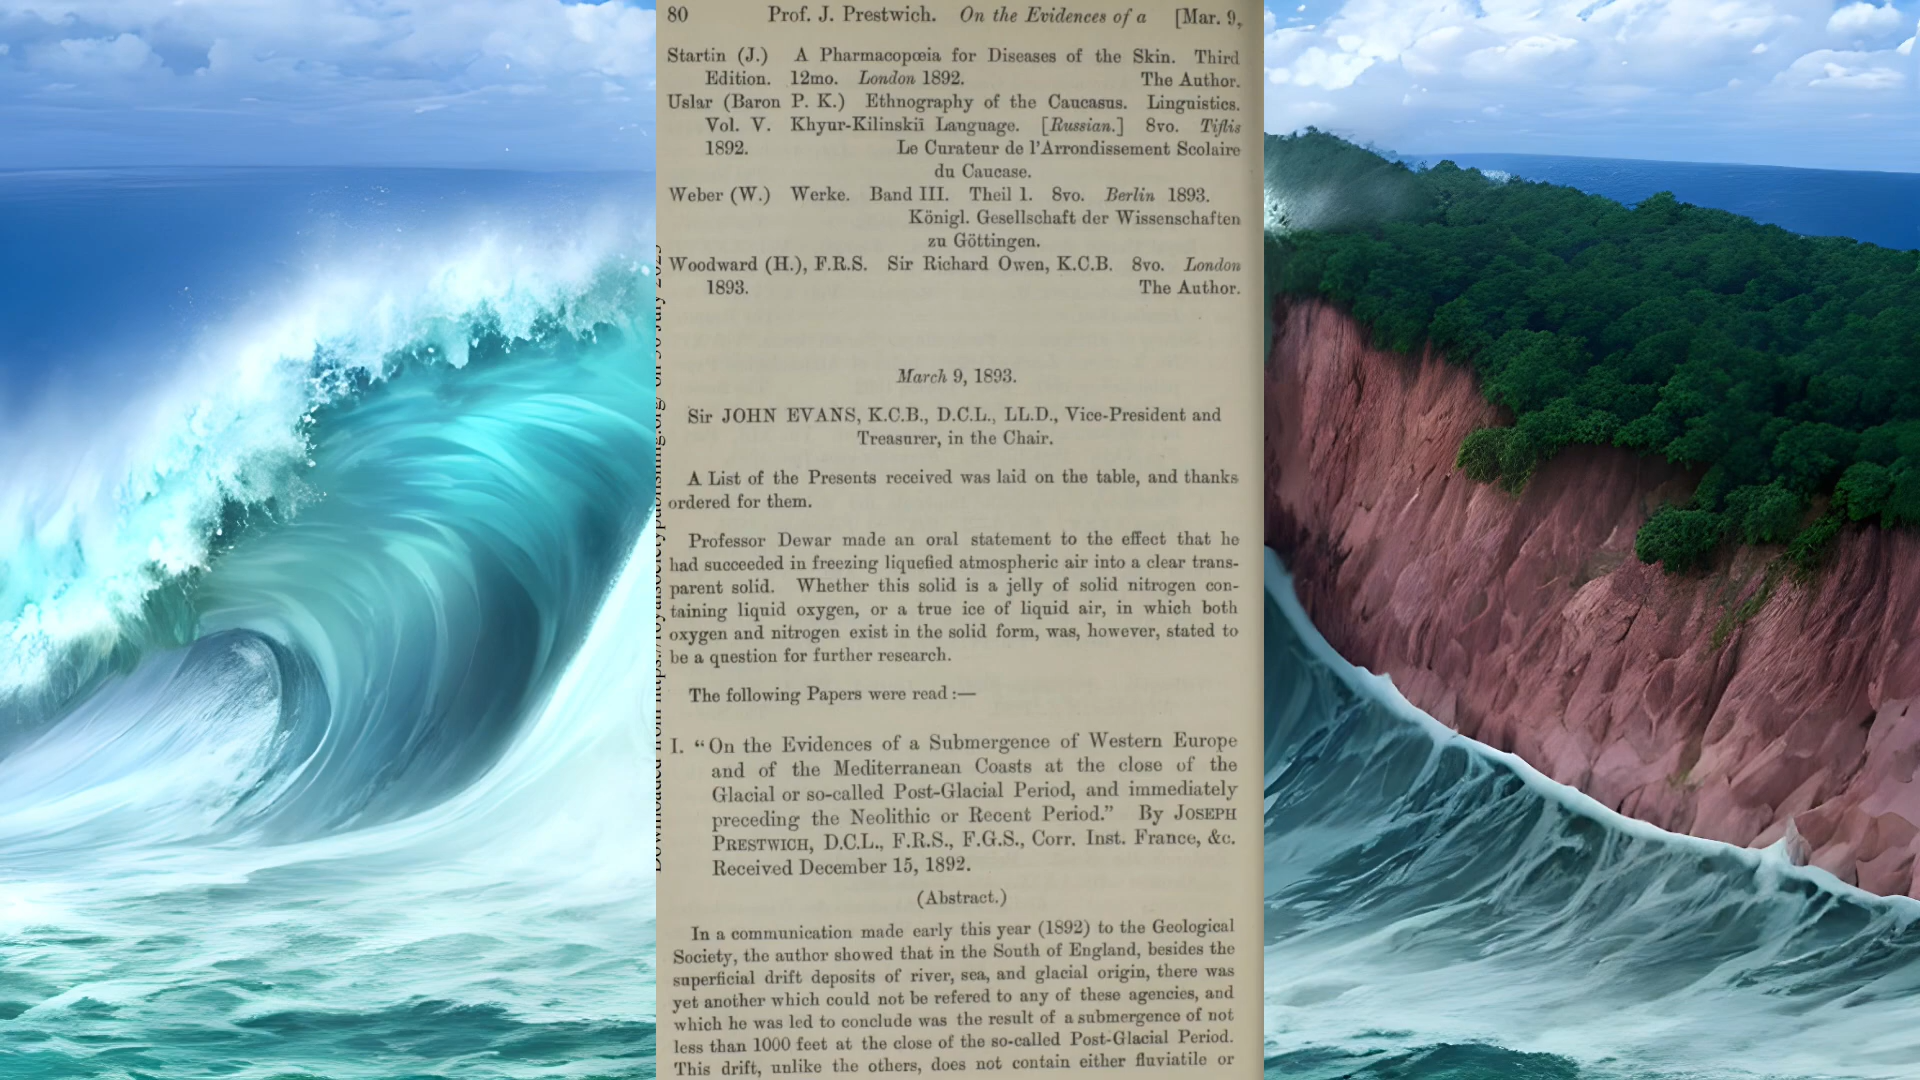 80 Prof. J. Prestwich. On the Evidences of a [Mar. 9,
Startin (J.) A Pharmacopœia for Diseases of the Skin. Third
Edition. 12mo. London 1892. The Author.
Uslar (Baron P. K.) Ethnography of the Caucasus. Linguistics.
Vol. V. Khyur-Kilinskiï Language. [Russian.] 8vo. Tiflis
1892. Le Curateur de l'Arrondissement Scolaire
du Caucase.
Weber (W.) Werke. Band III. Theil 1. 8vo. Berlin 1893.
Königl. Gesellschaft der Wissenschaften
zu Göttingen.
Woodward (H.), F.R.S. Sir Richard Owen, K.C.B. 8vo. London
1893. The Author.
March 9, 1893.
Sir JOHN EVANS, K.C.B., D.C.L., LL.D., Vice-President and
Treasurer, in the Chair.
A List of the Presents received was laid on the table, and thanks
ordered for them.
Professor Dewar made an oral statement to the effect that he
had succeeded in freezing liquefied atmospheric air into a clear trans-
parent solid. Whether this solid is a jelly of solid nitrogen con-
taining liquid oxygen, or a true ice of liquid air, in which both
oxygen and nitrogen exist in the solid form, was, however, stated to
be a question for further research.
The following Papers were read :—
I. "On the Evidences of a Submergence of Western Europe
and of the Mediterranean Coasts at the close of the
Glacial or so-called Post-Glacial Period, and immediately
preceding the Neolithic or Recent Period." By JOSEPH
PRESTWICH, D.C.L., F.R.S., F.G.S., Corr. Inst. France, &c.
Received December 15, 1892.
(Abstract.)
In a communication made early this year (1892) to the Geological
Society, the author showed that in the South of England, besides the
superficial drift deposits of river, sea, and glacial origin, there was
yet another which could not be refered to any of these agencies, and
which he was led to conclude was the result of a submergence of not
less than 1000 feet at the close of the so-called Post-Glacial Period.
This drift, unlike the others, does not contain either fluviatile or